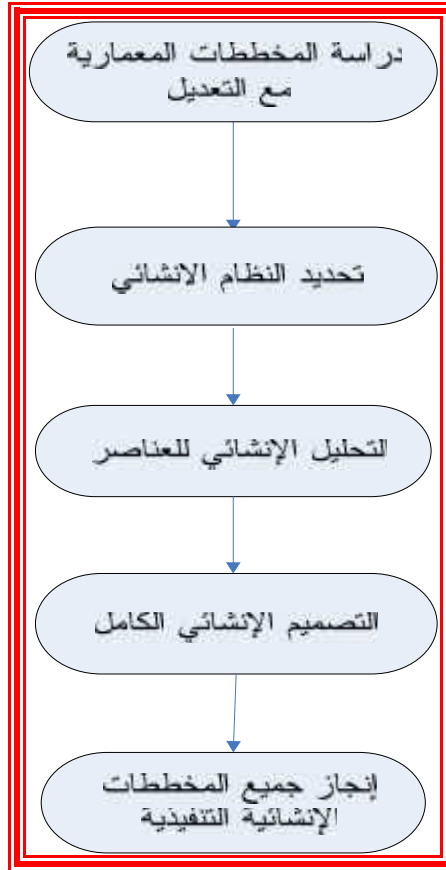 دراسة المخططات المعمارية
مع التعديل
تحديد النظام الانشائي
التحليل الإنشائي للعناصر
التصميم الإنشائي الكامل
إنجاز جميع المخططات
الإنشائية التنفيذية